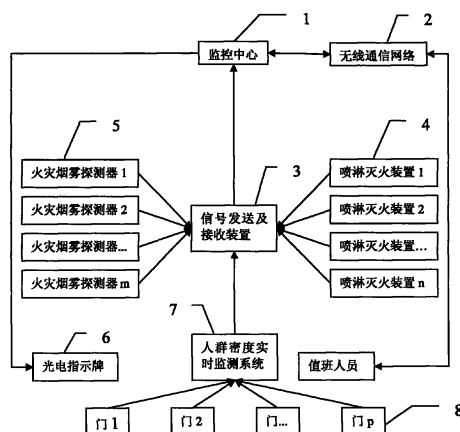 1
2
监控中心
无线通信网络
5
4
火灾烟雾探测器 1
喷淋灭火装置 1
3
火灾烟雾探测器 2
信号发送及
接收装置
喷淋灭火装置 2
火灾烟雾探测器...
喷淋灭火装置...
火灾烟雾探测器 m
喷淋灭火装置 n
7
6
人群密度实
时监测系统
光电指示牌
值班人员
8
门 1
门 2
门...
门 p